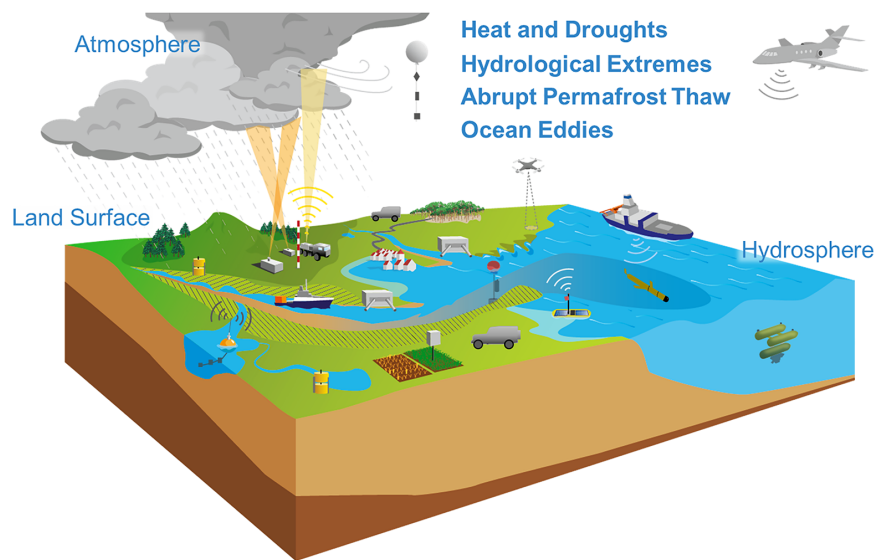 Atmosphere
Heat and Droughts
Hydrological Extremes
Abrupt Permafrost Thaw
Ocean Eddies
Land Surface
Hydrosphere